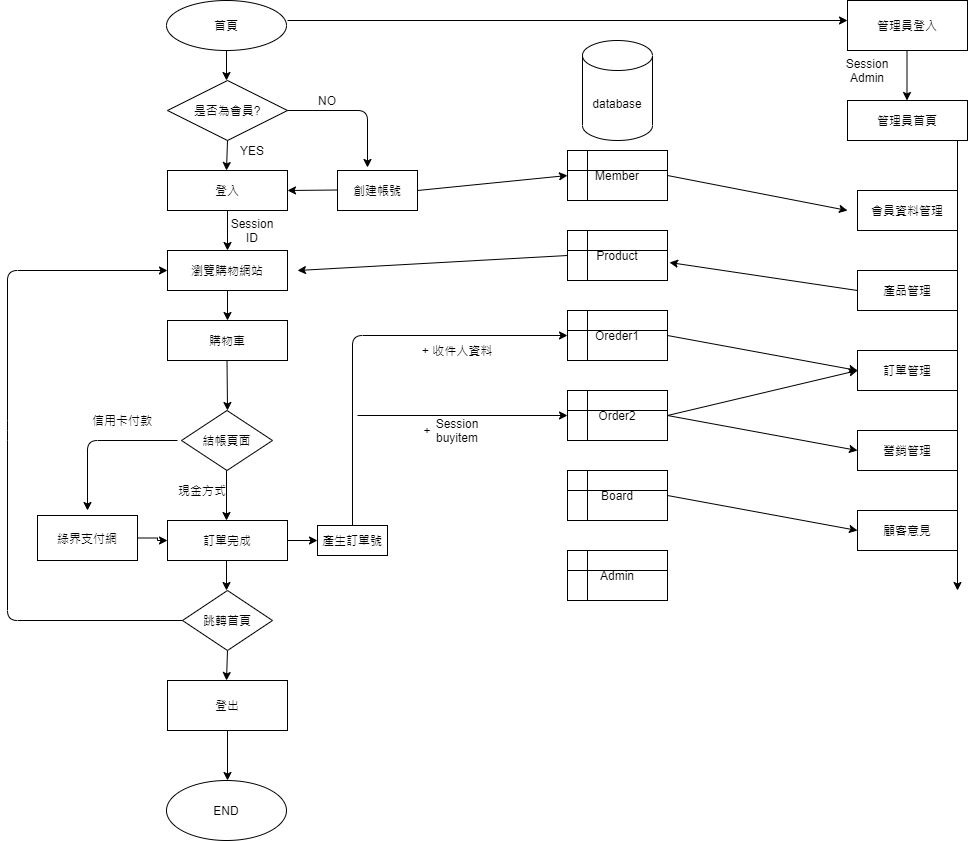 首頁
管理員登入
Session
Admin
database
NO
是否為會員?
管理員首頁
YES
Member
登入
創建帳號
會員資料管理
Session
ID
Product
瀏覽購物網站
產品管理
Oreder1
購物車
+ 收件人資料
訂單管理
信用卡付款
Order2
+ Session
buyitem
結帳頁面
營銷管理
現金方式
Board
顧客意見
綠界支付網
訂單完成
產生訂單號
Admin
跳轉首頁
登出
END